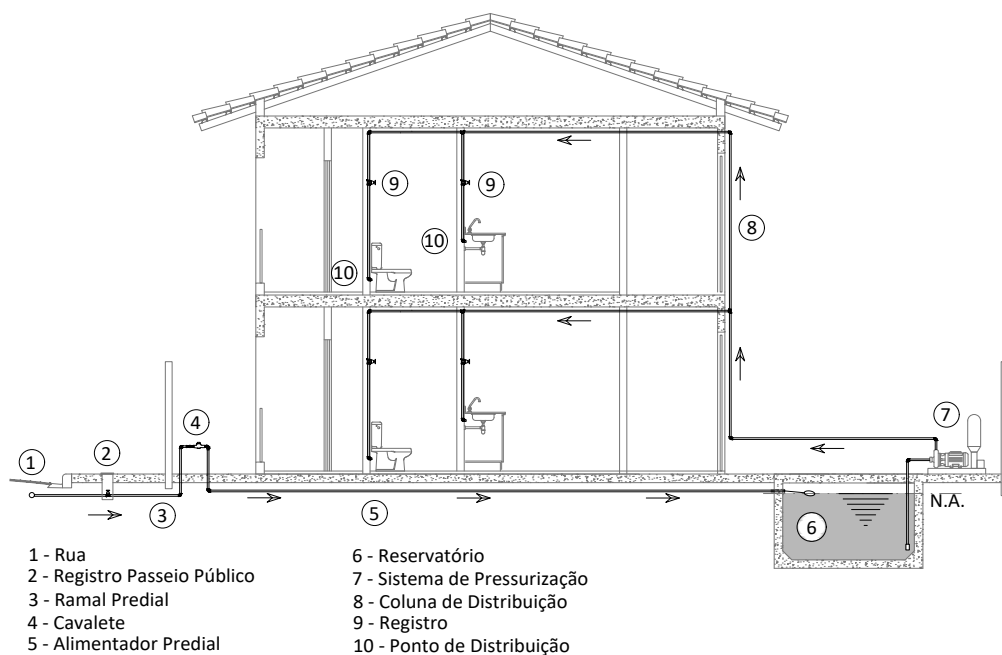 9
9
8
10
10
7
4
2
1
3
5
6
N.A.
1 - Rua
2 - Registro Passeio Público
3 - Ramal Predial
4 - Cavalete
5 - Alimentador Predial
6 - Reservatório
7 - Sistema de Pressurização
8 - Coluna de Distribuição
9 - Registro
10 - Ponto de Distribuição